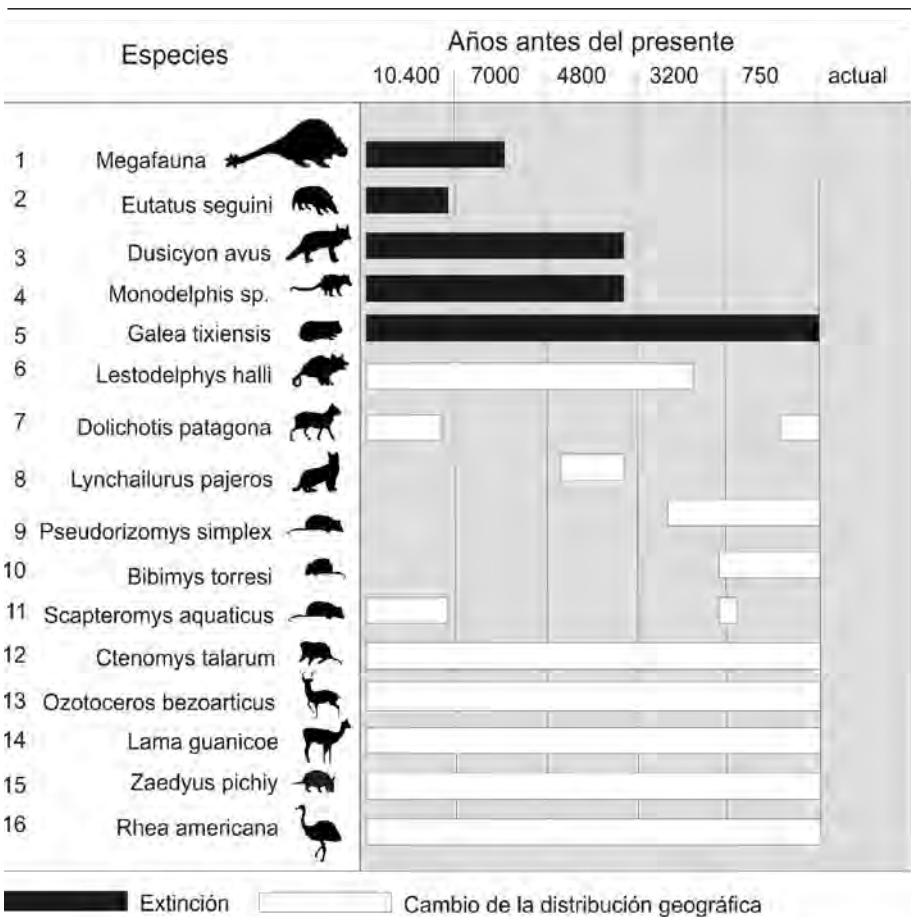 Especies
Años antes del presente
10.400 7000 4800 3200 750 actual
1 Megafauna
2 Eutatus seguini
3 Dusicyon avus
4 Monodelphis sp.
5 Galea tixiensis
6 Lestodelphys halli
7 Dolichotis patagona
8 Lynchailurus pajeros
9 Pseudorizomys simplex
10 Bibimys torresi
11 Scapteromys aquaticus
12 Ctenomys talarum
13 Ozotoceros bezoarticus
14 Lama guanicoe
15 Zaedyus pichiy
16 Rhea americana
Extinción Cambio de la distribución geográfica